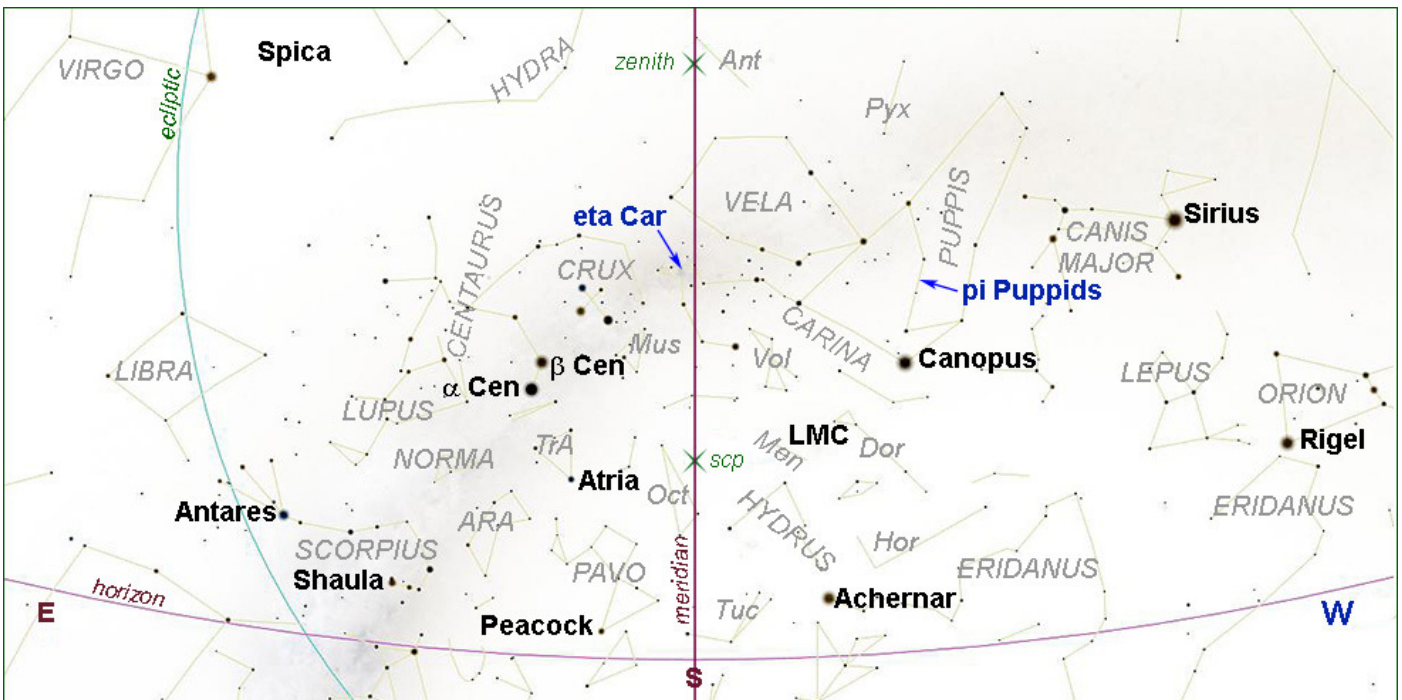 Spica
zenith
Ant
HYDRA
VIRGO
ecliptic
Pyx
VELA
PUPPIS
Sirius
CANIS
MAJOR
eta Car
CENTAURUS
CRUX
pi Puppids
CARINA
Mus
Vol
Canopus
LIBRA
β Cen
α Cen
LEPUS
ORION
LUPUS
LMC
Rigel
NORMA
TrA
scp
Men
Dor
Atria
Oct
Antares
ARA
HYDRUS
ERIDANUS
SCORPIUS
Hor
Shaula
PAVO
meridian
ERIDANUS
horizon
E
Achernar
Tuc
W
Peacock
S